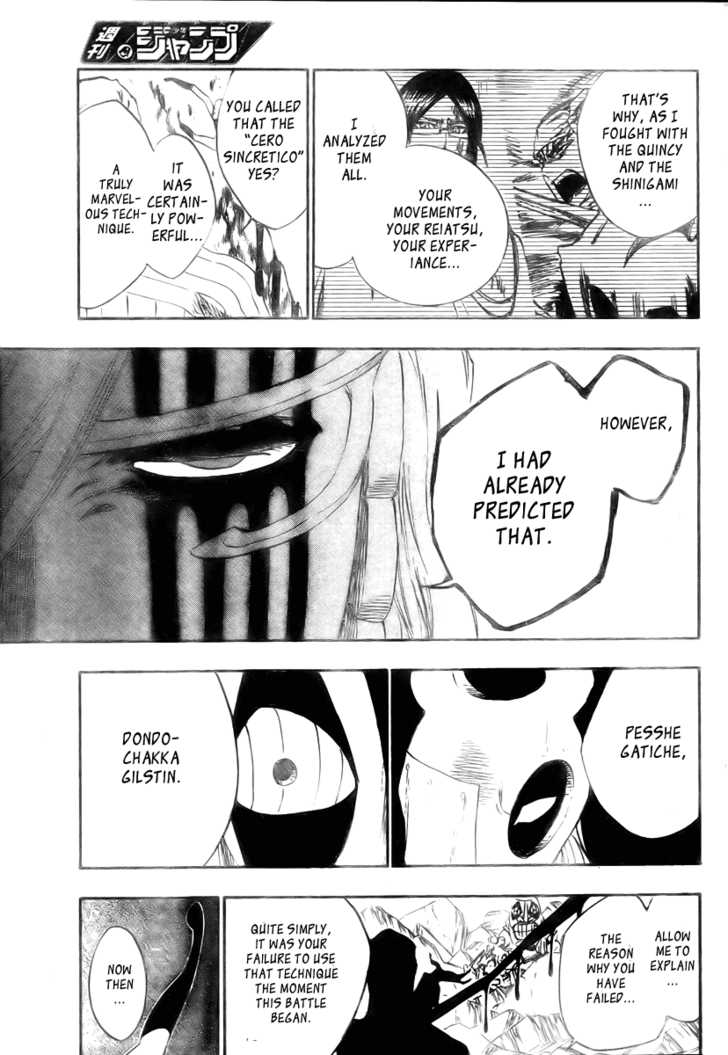 週刊
ジャンプ
THAT'S
WHY, AS I
FOUGHT WITH
THE QUINCY
AND THE
SHINIGAMI
...
I
ANALYZED
THEM
ALL.
YOUR
MOVEMENTS,
YOUR REIATSU,
YOUR EXPER-
IANCE...
YOU CALLED
THAT THE
"CERO
SINCRETICO"
YES?
IT
WAS
CERTAIN-
LY POW-
ERFUL...
A
TRULY
MARVEL-
OUS TECH-
NIQUE.
HOWEVER,
I HAD
ALREADY
PREDICTED
THAT.
PESSHE
GATICHE,
DONDO-
CHAKKA
GILSTIN.
ALLOW
ME TO
EXPLAIN
...
THE
REASON
WHY YOU
HAVE
FAILED...
QUITE SIMPLY,
IT WAS YOUR
FAILURE TO USE
THAT TECHNIQUE
THE MOMENT
THIS BATTLE
BEGAN.
NOW
THEN
...